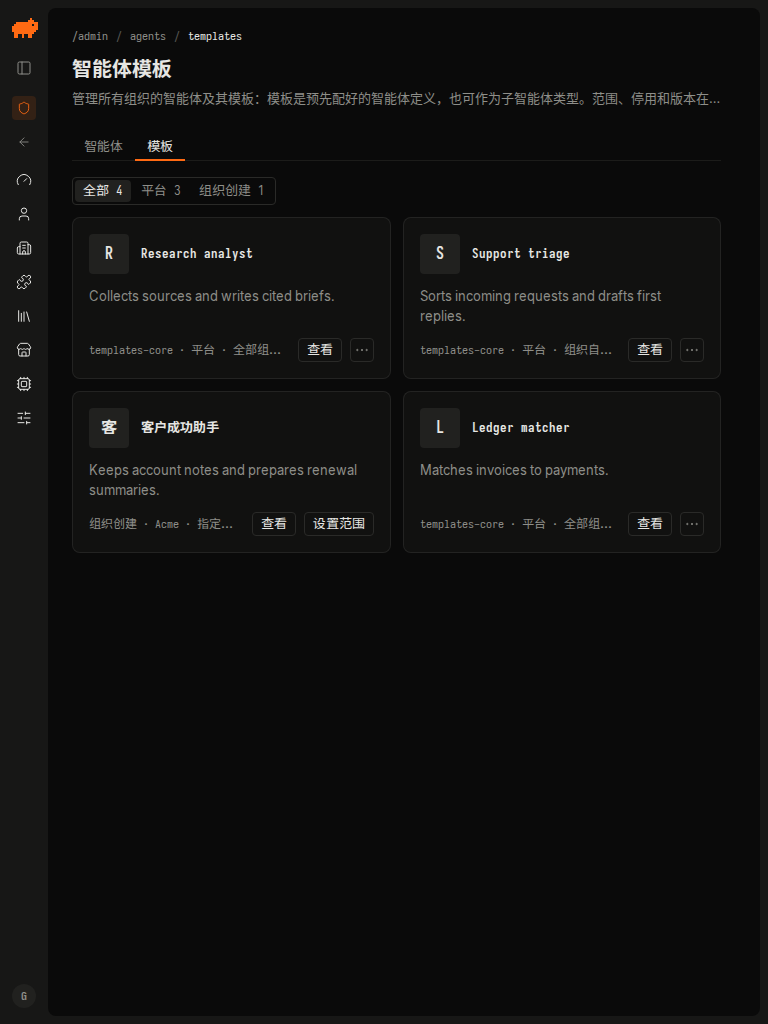 /admin / agents / templates
智能体模板
管理所有组织的智能体及其模板：模板是预先配好的智能体定义，也可作为子智能体类型。范围、停用和版本在...
智能体 模板
全部 4 平台 3 组织创建 1
R Research analyst
Collects sources and writes cited briefs.
templates-core · 平台 · 全部组... 查看 ...
S Support triage
Sorts incoming requests and drafts first
replies.
templates-core · 平台 · 组织自... 查看 ...
客 客户成功助手
Keeps account notes and prepares renewal
summaries.
组织创建 · Acme · 指定... 查看 设置范围
L Ledger matcher
Matches invoices to payments.
templates-core · 平台 · 全部组... 查看 ...
G